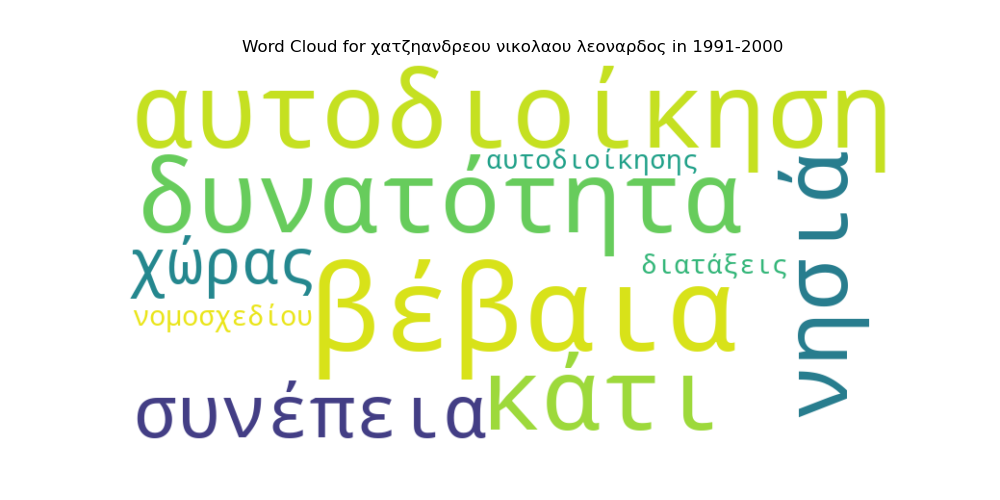 Word Cloud for χατζηανδρεου νικολαου λεοναρδος in 1991-2000
αυτοδιοίκηση
αυτοδιοίκησης
δυνατότητα
νησιά
χώρας
διατάξεις
βέβαια
νομοσχεδίου
κάτι
συνέπεια